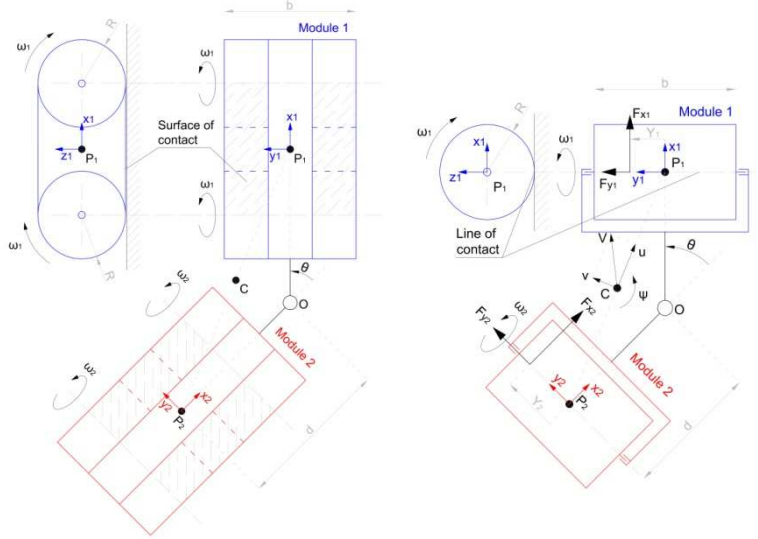 b
Module 1
R
ω1
ω1
x1
z1
P1
Surface of
contact
x1
y1
P1
ω1
ω1
R
θ
C
O
ω2
Module 2
ω2
y2
x2
P2
d
b
Module 1
Fx1
Y1
R
ω1
ω1
x1
z1
P1
x1
y1
P1
Fy1
Line of
contact
θ
V
u
v
C
ψ
O
Fy2
ω2
Fx2
Module 2
y2
x2
P2
Y2
d